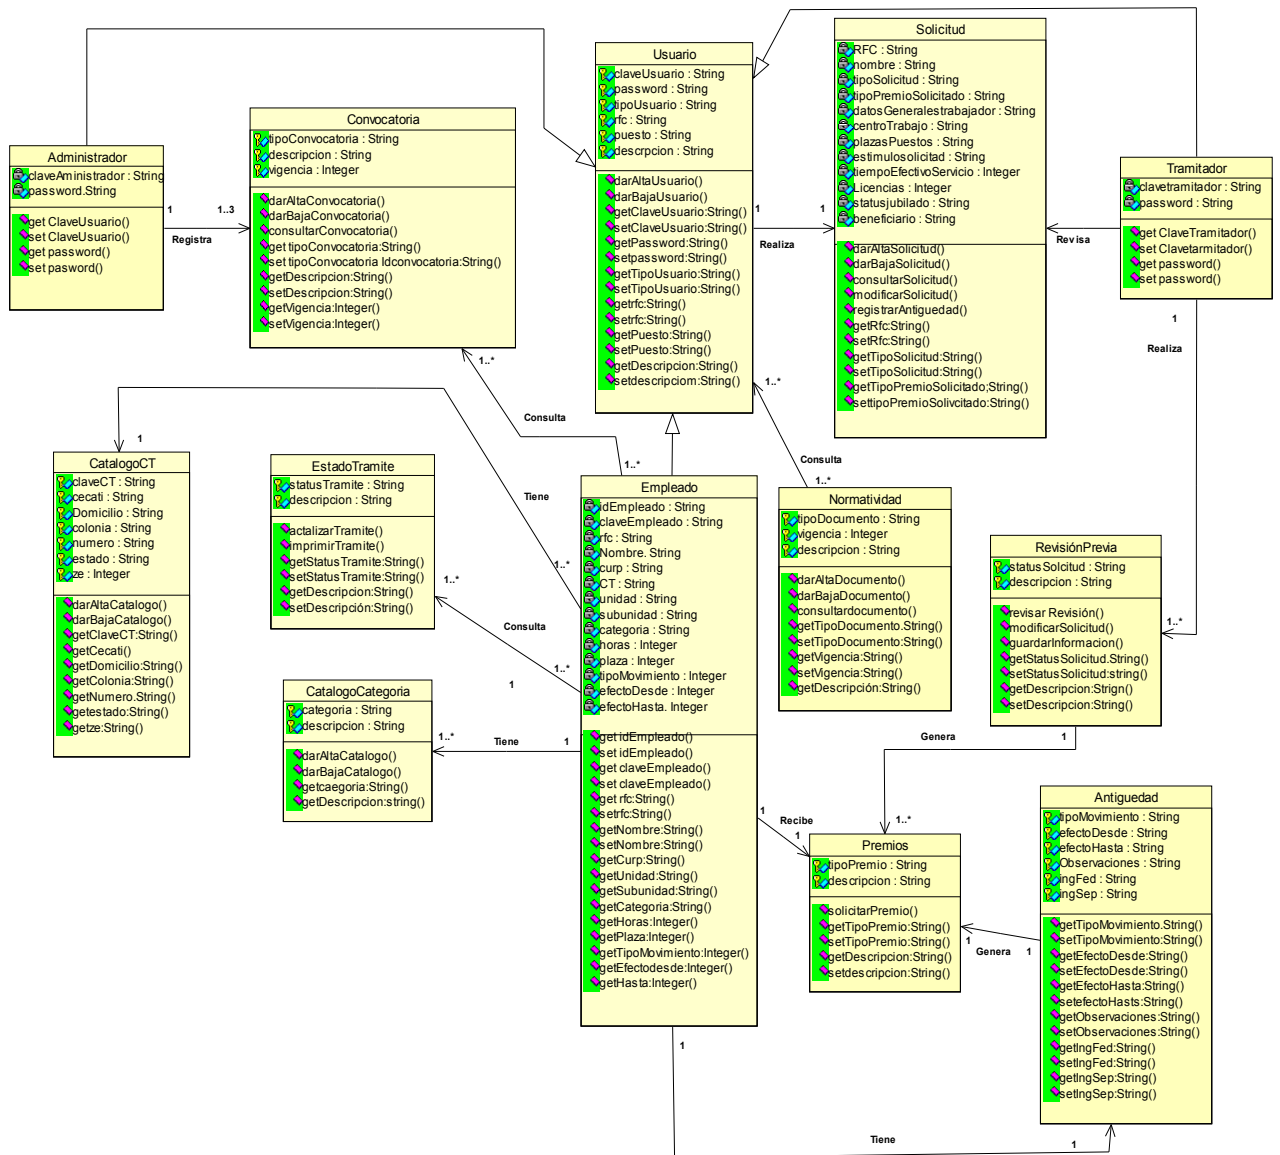 Administrador
claveAministrador : String
password.String
get ClaveUsuario()
set ClaveUsuario()
get password()
set pasword()
1
1..3
Registra
Convocatoria
tipoConvocatoria : String
descripcion : String
vigencia : Integer
darAltaConvocatoria()
darBajaConvocatoria()
consultarConvocatoria()
get tipoConvocatoria:String()
set tipoConvocatoria Idconvocatoria:String()
getDescripcion:String()
setDescripcion:String()
getVigencia:Integer()
setVigencia:Integer()
Usuario
claveUsuario : String
password : String
tipoUsuario : String
rfc : String
puesto : String
descrpcion : String
darAltaUsuario()
darBajaUsuario()
getClaveUsuario:String()
setClaveUsuario:String()
getPassword:String()
setpassword:String()
getTipoUsuario:String()
setTipoUsuario:String()
getrfc:String()
setrfc:String()
getPuesto:String()
setPuesto:String()
getDescripcion:String()
setdescripciom:String()
1
1
Realiza
Solicitud
RFC : String
nombre : String
tipoSolicitud : String
tipoPremioSolicitado : String
datosGeneralestrabajador : String
centroTrabajo : String
plazasPuestos : String
estimulosolicitad : String
tiempoEfectivoServicio : Integer
Licencias : Integer
statusjubilado : String
beneficiario : String
darAltaSolicitud()
darBajaSolicitud()
consultarSolicitud()
modificarSolicitud()
registrarAntiguedad()
getRfc:String()
setRfc:String()
getTipoSolicitud:String()
setTipoSolicitud:String()
getTipoPremioSolicitado;String()
settipoPremioSolivcitado:String()
Revisa
Tramitador
clavetramitador : String
password : String
get ClaveTramitador()
set Clavetarmitador()
get password()
set password()
1
Realiza
1..*
1..*
Consulta
1..*
1..*
Consulta
1..*
1
Tiene
1..*
CatalogoCT
claveCT : String
cecati : String
Domicilio : String
colonia : String
numero : String
estado : String
ze : Integer
darAltaCatalogo()
darBajaCatalogo()
getClaveCT:String()
getCecati()
getDomicilio:String()
getColonia:String()
getNumero.String()
getestado:String()
getze:String()
EstadoTramite
statusTramite : String
descripcion : String
actalizarTramite()
imprimirTramite()
getStatusTramite:String()
setStatusTramite:String()
getDescripcion:String()
setDescripción:String()
1..*
Consulta
1..*
1
CatalogoCategoria
categoria : String
descripcion : String
darAltaCatalogo()
darBajaCatalogo()
getcaegoria:String()
getDescripcion:string()
1..*
Tiene
1
Empleado
idEmpleado : String
claveEmpleado : String
rfc : String
Nombre. String
curp : String
CT : String
unidad : String
subunidad : String
categoria : String
horas : Integer
plaza : Integer
tipoMovimiento : Integer
efectoDesde : Integer
efectoHasta. Integer
get idEmpleado()
set idEmpleado()
get claveEmpleado()
set claveEmpleado()
get rfc:String()
setrfc:String()
getNombre:String()
setNombre:String()
getCurp:String()
getUnidad:String()
getSubunidad:String()
getCategoria:String()
getHoras:Integer()
getPlaza:Integer()
getTipoMovimiento:Integer()
getEfectodesde:Integer()
getHasta:Integer()
Normatividad
tipoDocumento : String
vigencia : Integer
descripcion : String
darAltaDocumento()
darBajaDocumento()
consultardocumento()
getTipoDocumento.String()
setTipoDocumento:String()
getVigencia:String()
setVigencia:String()
getDescripción:String()
RevisiónPrevia
statusSolcitud : String
descripcion : String
revisar Revisión()
modificarSolicitud()
guardarInformacion()
getStatusSolicitud.String()
setStatusSolicitud:string()
getDescripcion:Strign()
setDescripcion:String()
1
Genera
1..*
1
Recibe
1
Premios
tipoPremio : String
descripcion : String
solicitarPremio()
getTipoPremio:String()
setTipoPremio:String()
getDescripcion:String()
setdescripcion:String()
1
Genera
1
Antiguedad
tipoMovimiento : String
efectoDesde : String
efectoHasta : String
Observaciones : String
ingFed : String
ingSep : String
getTipoMovimiento.String()
setTipoMovimiento:String()
getEfectoDesde:String()
setEfectoDesde:String()
getEfectoHasta:String()
setefectoHasts:String()
getObservaciones:String()
setObservaciones:String()
getIngFed:String()
setIngFed:String()
getIngSep:String()
setIngSep:String()
1
Tiene
1